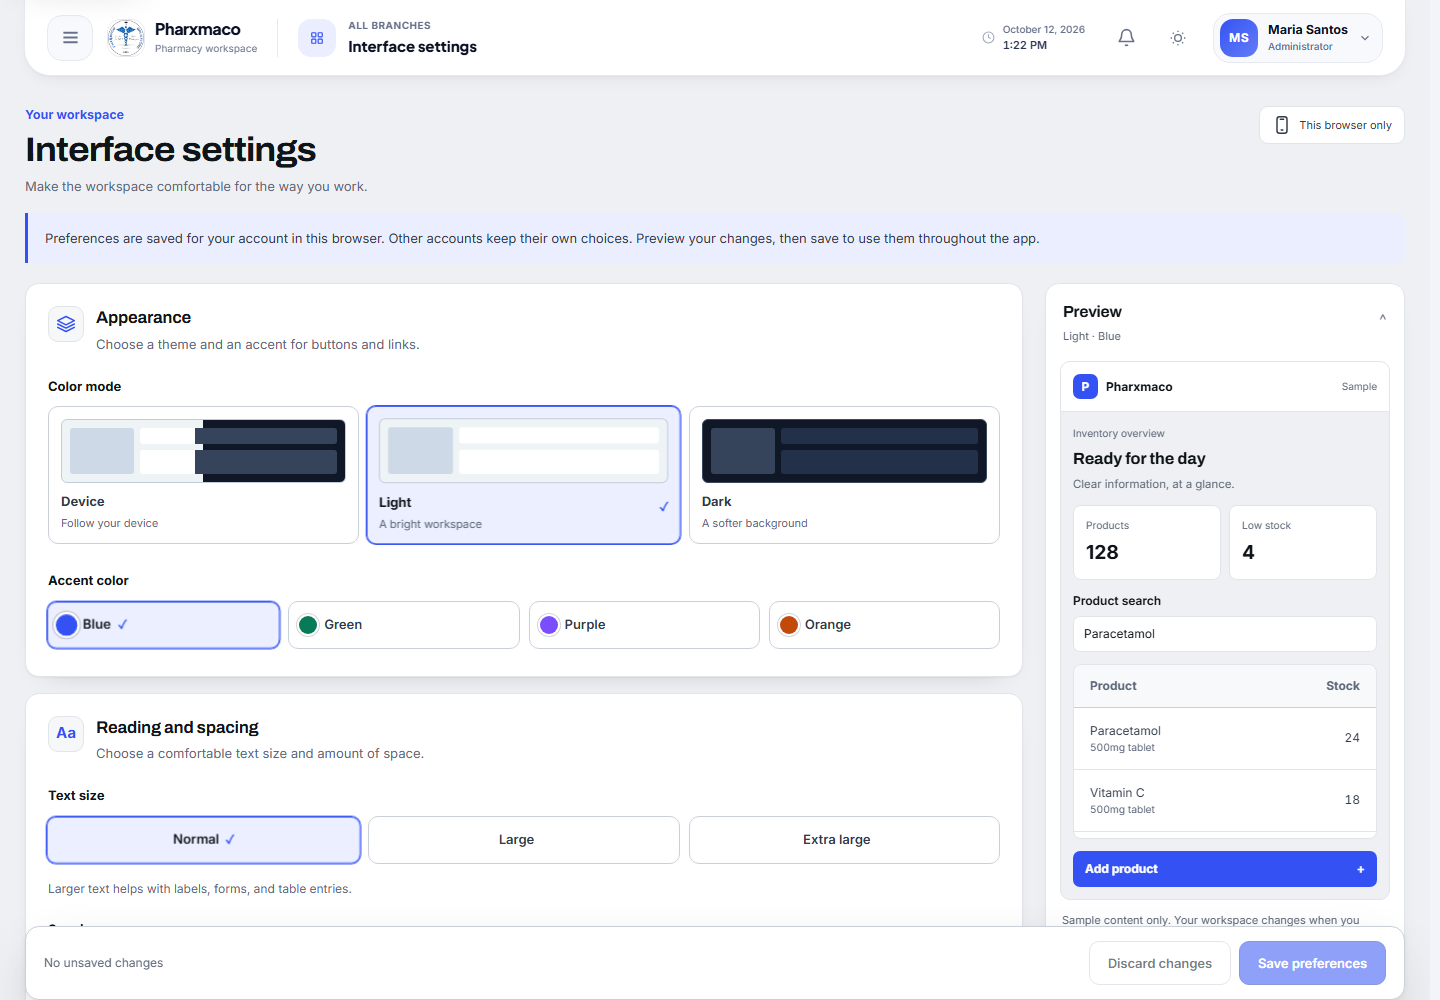 Pharxmaco
Pharmacy workspace
ALL BRANCHES
Interface settings
October 12, 2026
1:22 PM
MS
Maria Santos
Administrator
Your workspace
Interface settings
Make the workspace comfortable for the way you work.
This browser only
Preferences are saved for your account in this browser. Other accounts keep their own choices. Preview your changes, then save to use them throughout the app.
Appearance
Choose a theme and an accent for buttons and links.
Color mode
Device
Follow your device
Light ✓
A bright workspace
Dark
A softer background
Accent color
Blue ✓
Green
Purple
Orange
Aa
Reading and spacing
Choose a comfortable text size and amount of space.
Text size
Normal ✓
Large
Extra large
Larger text helps with labels, forms, and table entries.
Preview
Light · Blue
P
Pharxmaco
Sample
Inventory overview
Ready for the day
Clear information, at a glance.
Products
128
Low stock
4
Product search
Paracetamol
Product Stock
Paracetamol
500mg tablet
24
Vitamin C
500mg tablet
18
Add product +
Sample content only. Your workspace changes when you
No unsaved changes
Discard changes
Save preferences